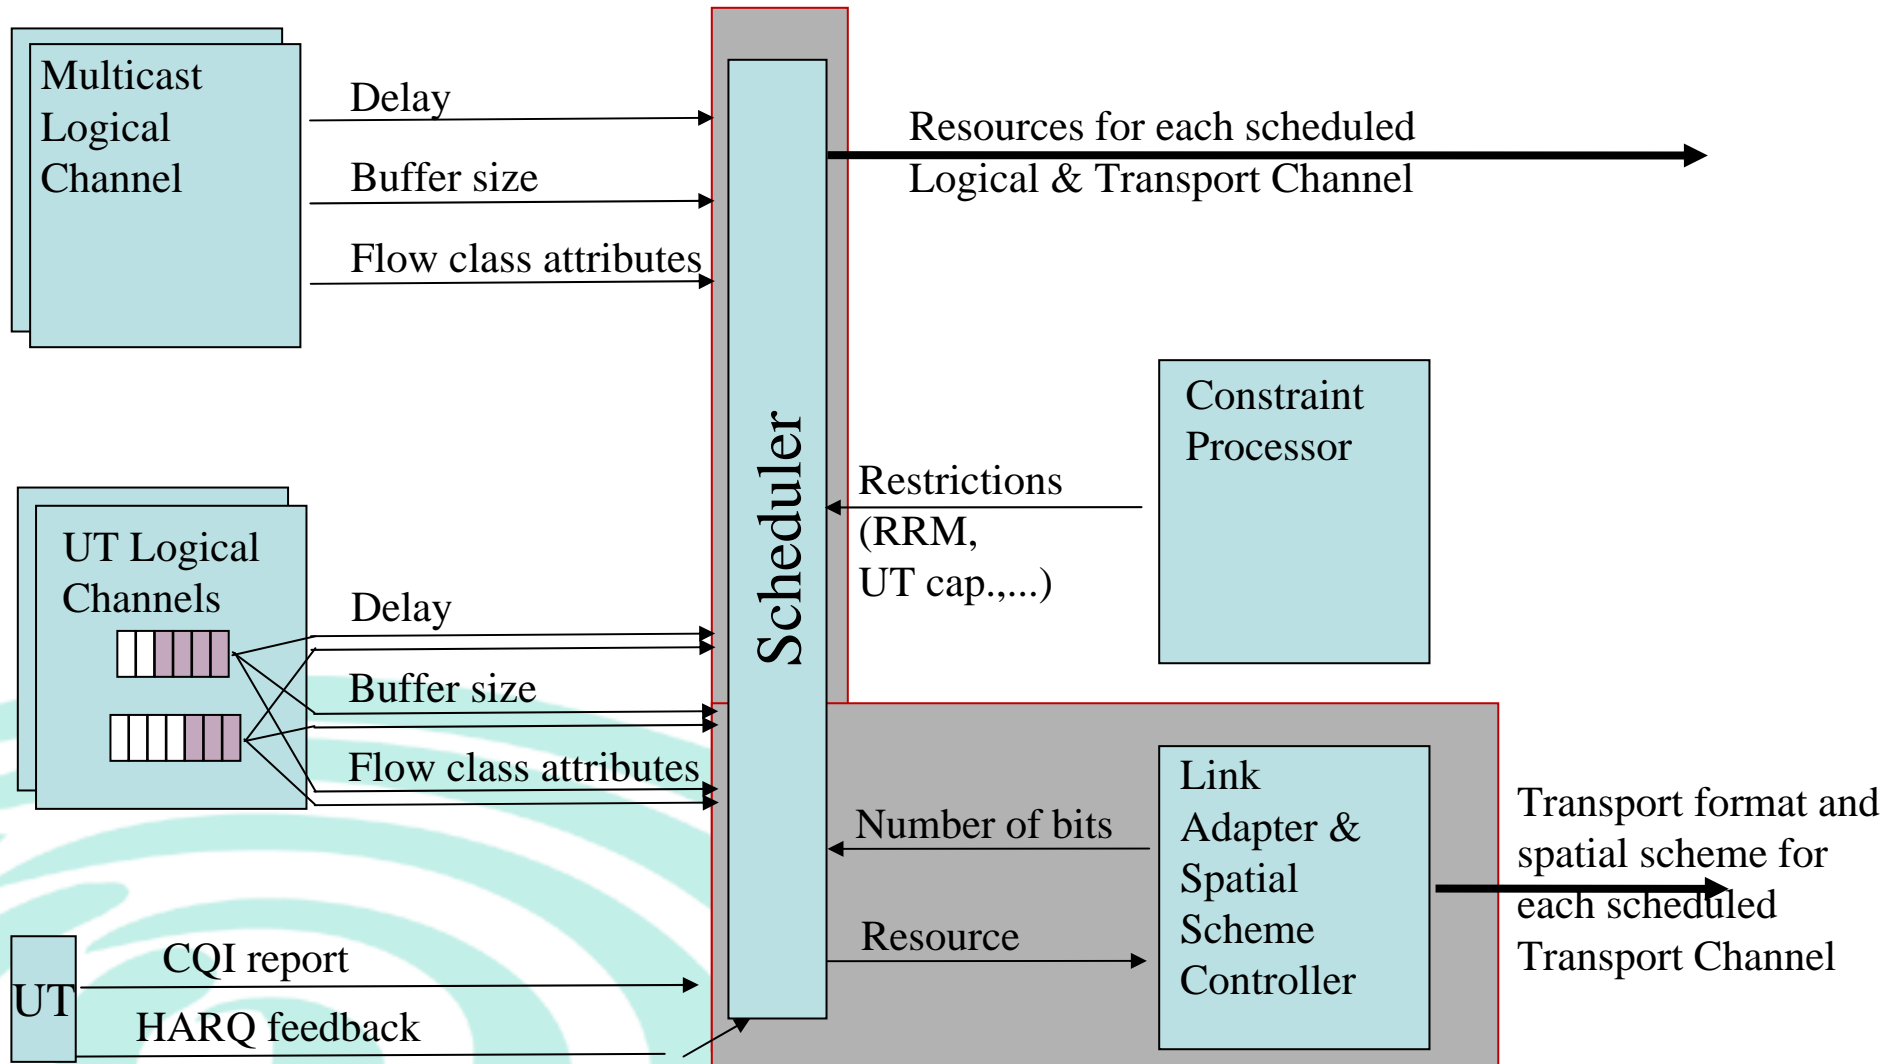 Multicast
Logical
Channel
Delay
Buffer size
Flow class attributes
Resources for each scheduled
Logical & Transport Channel
Scheduler
Constraint
Processor
Restrictions
(RRM,
UT cap.,...)
UT Logical
Channels
Delay
Buffer size
Flow class attributes
Number of bits
Resource
Link
Adapter &
Spatial
Scheme
Controller
Transport format and
spatial scheme for
each scheduled
Transport Channel
UT
CQI report
HARQ feedback